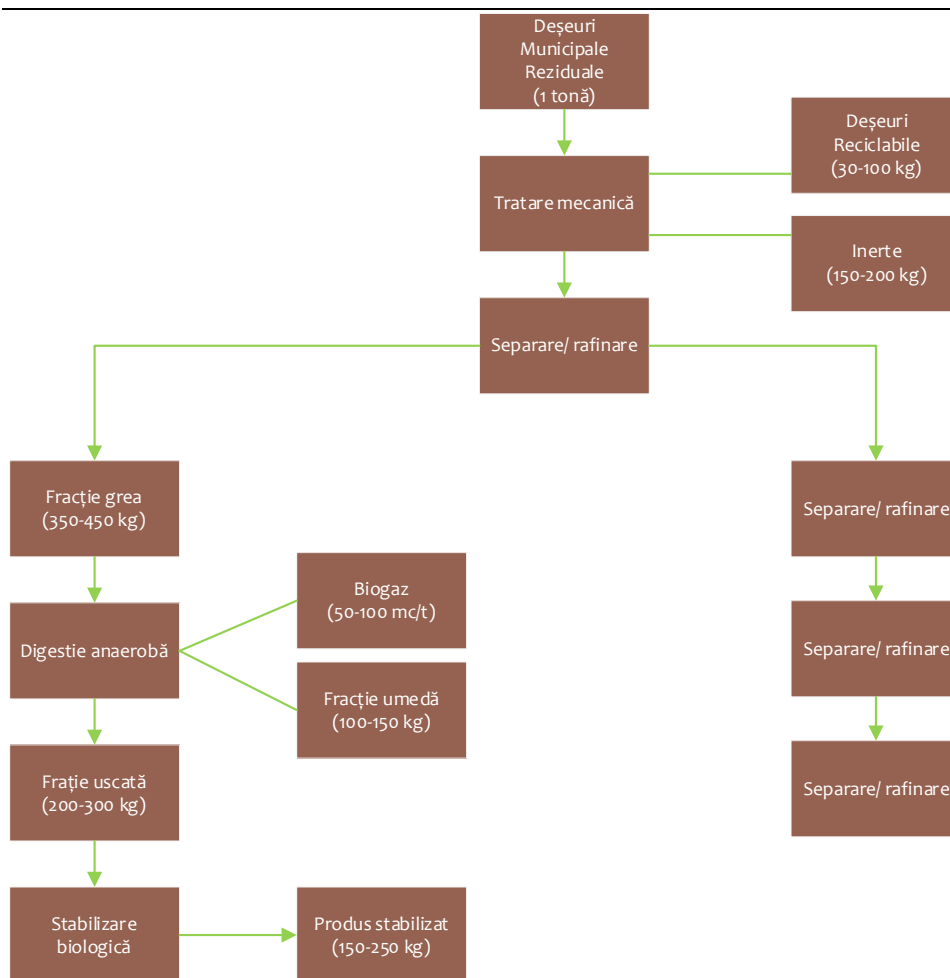 Deșeuri
Municipale
Reziduale
(1 tonă)
Deșeuri
Reciclabile
(30-100 kg)
Tratare mecanică
Inerte
(150-200 kg)
Separare/ rafinare
Fracție grea
(350-450 kg)
Separare/ rafinare
Biogaz
(50-100 mc/t)
Digestie anaerobă
Separare/ rafinare
Fracție umedă
(100-150 kg)
Frație uscată
(200-300 kg)
Separare/ rafinare
Stabilizare
biologică
Produs stabilizat
(150-250 kg)